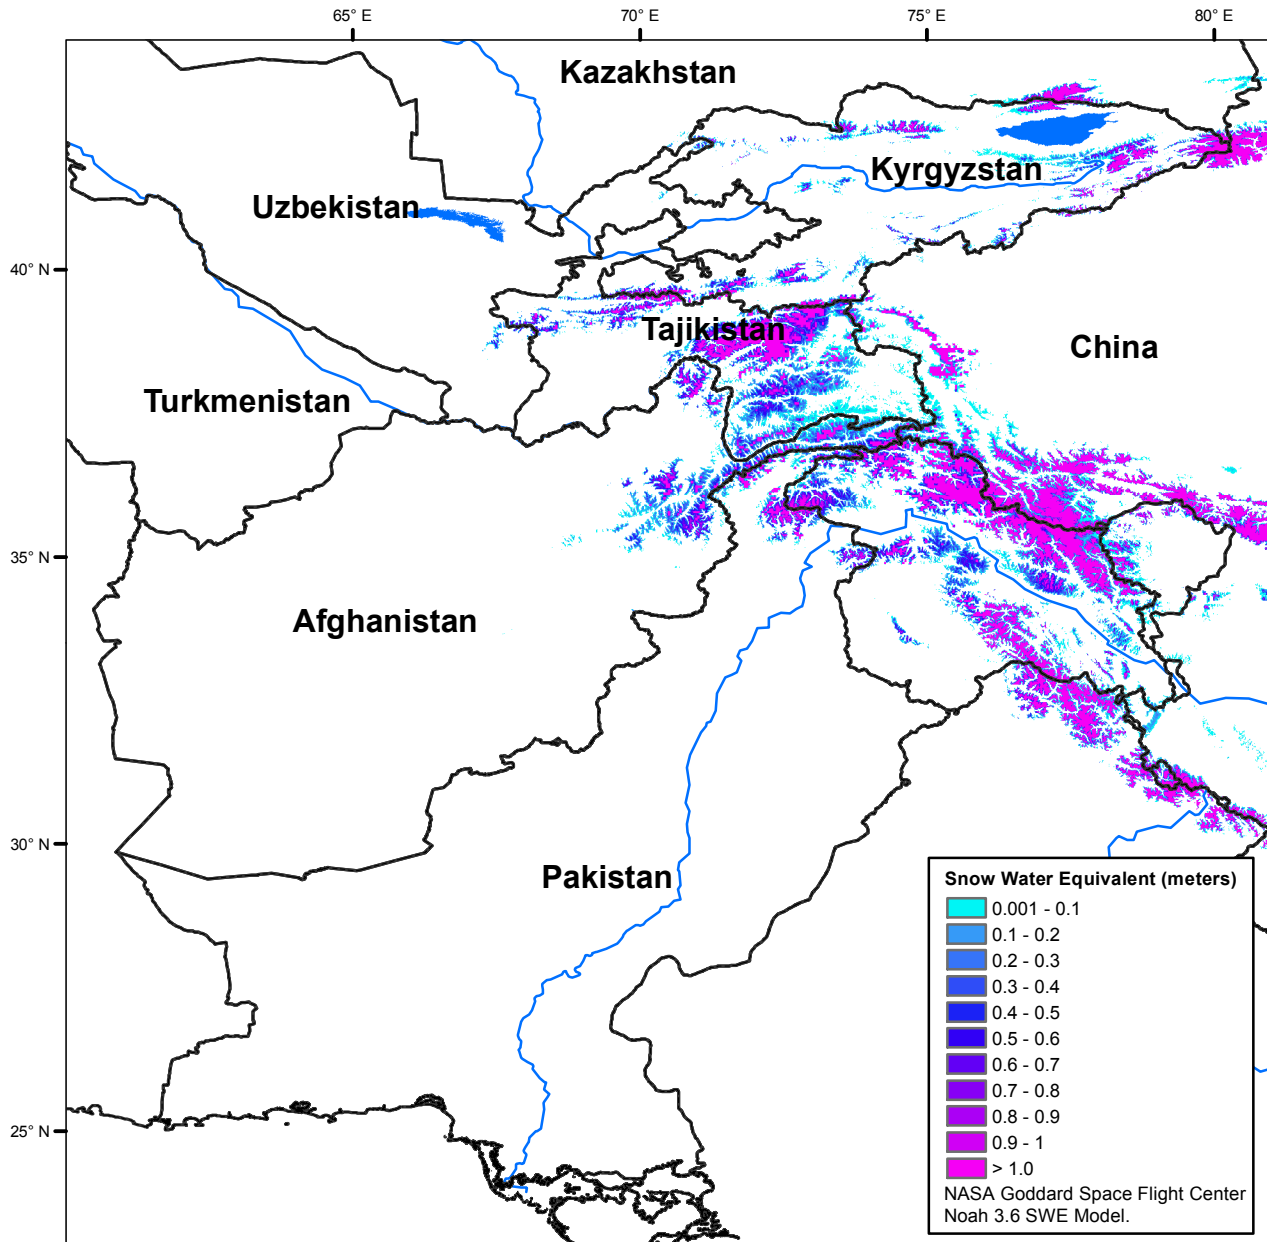 65° E
70° E
75° E
80° E
Kazakhstan
Kyrgyzstan
Uzbekistan
40° N
Tajikistan
China
Turkmenistan
35° N
Afghanistan
30° N
Pakistan
25° N
Snow Water Equivalent (meters)
0.001 - 0.1
0.1 - 0.2
0.2 - 0.3
0.3 - 0.4
0.4 - 0.5
0.5 - 0.6
0.6 - 0.7
0.7 - 0.8
0.8 - 0.9
0.9 - 1
> 1.0
NASA Goddard Space Flight Center
Noah 3.6 SWE Model.